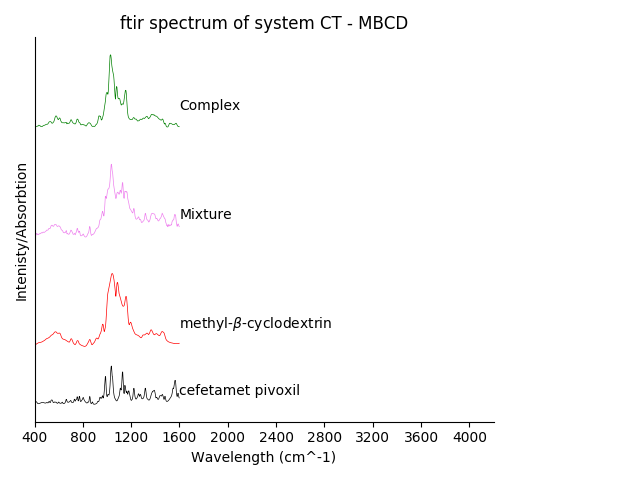 ftir spectrum of system CT - MBCD
Complex
Mixture
methyl-β-cyclodextrin
cefetamet pivoxil
Intenisty/Absorbtion
400 800 1200 1600 2000 2400 2800 3200 3600 4000
Wavelength (cm^-1)